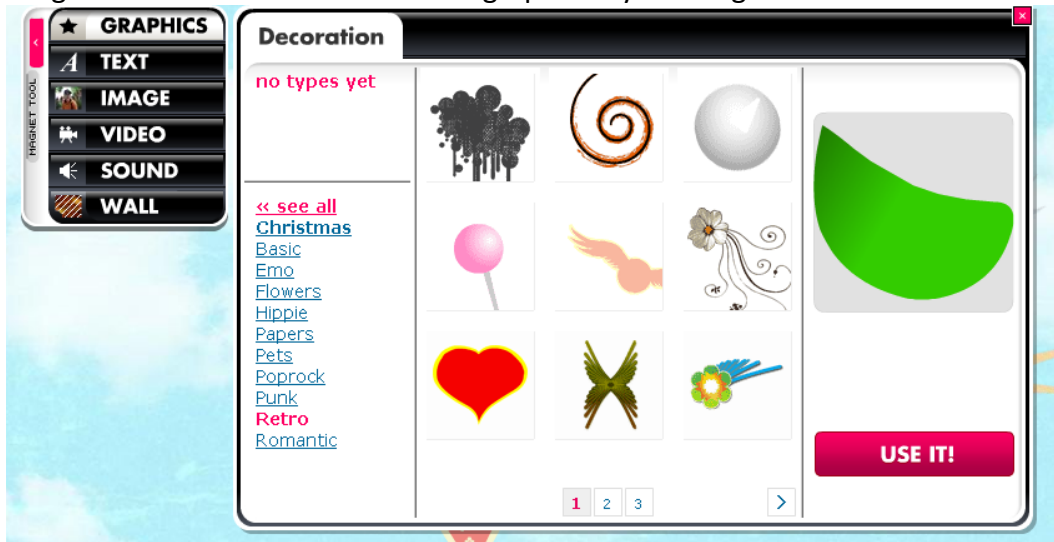 GRAPHICS
TEXT
IMAGE
VIDEO
SOUND
WALL
MAGNET TOOL
Decoration
no types yet
<< see all
Christmas
Basic
Emo
Flowers
Hippie
Papers
Pets
Poprock
Punk
Retro
Romantic
1 2 3 >
USE IT!